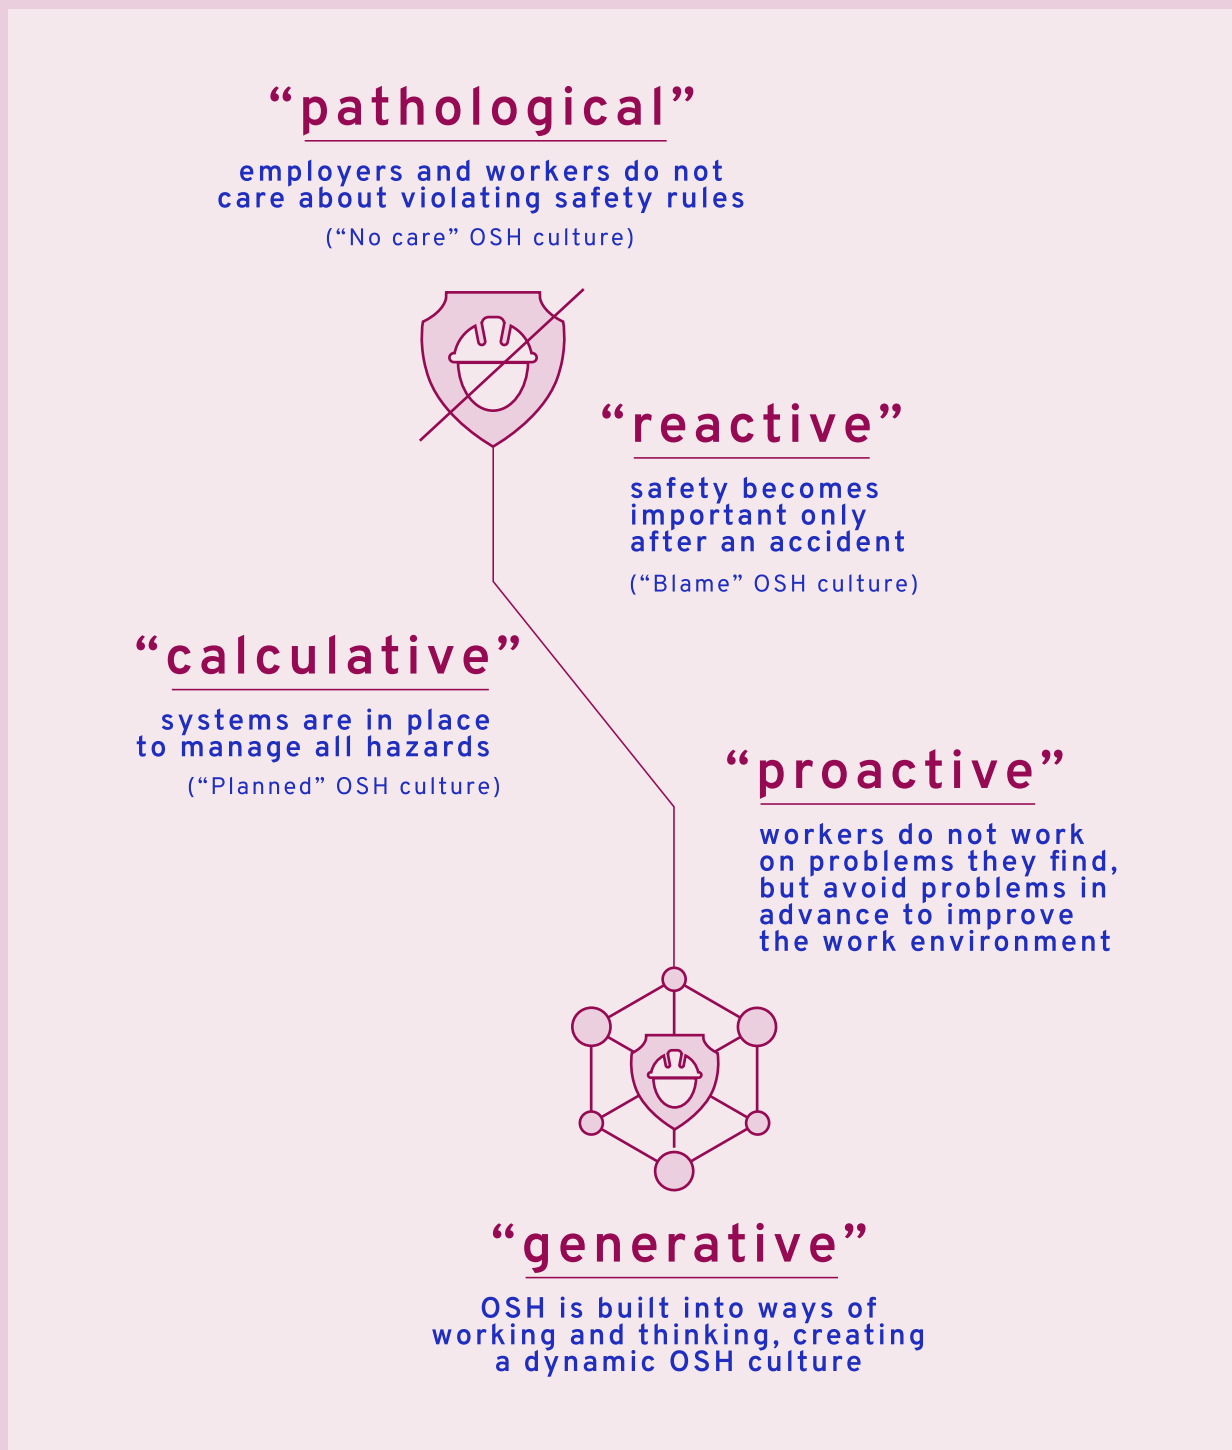 “pathological”
employers and workers do not
care about violating safety rules
(“No care” OSH culture)
“reactive”
safety becomes
important only
after an accident
(“Blame” OSH culture)
“calculative”
systems are in place
to manage all hazards
(“Planned” OSH culture)
“proactive”
workers do not work
on problems they find,
but avoid problems in
advance to improve
the work environment
“generative”
OSH is built into ways of
working and thinking, creating
a dynamic OSH culture